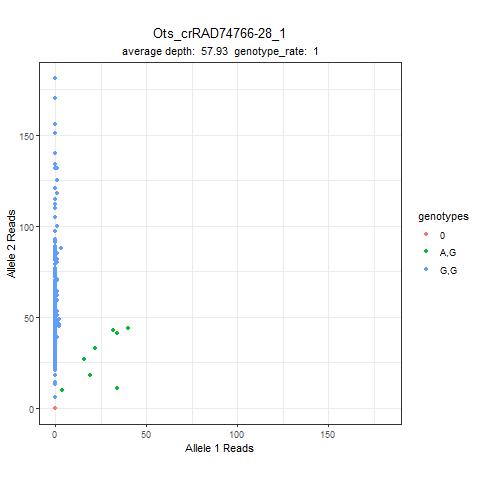 Ots_crRAD74766-28_1
average depth: 57.93 genotype_rate: 1
Allele 2 Reads
150
100
50
0
0 50 100 150
Allele 1 Reads
genotypes
0
A,G
G,G